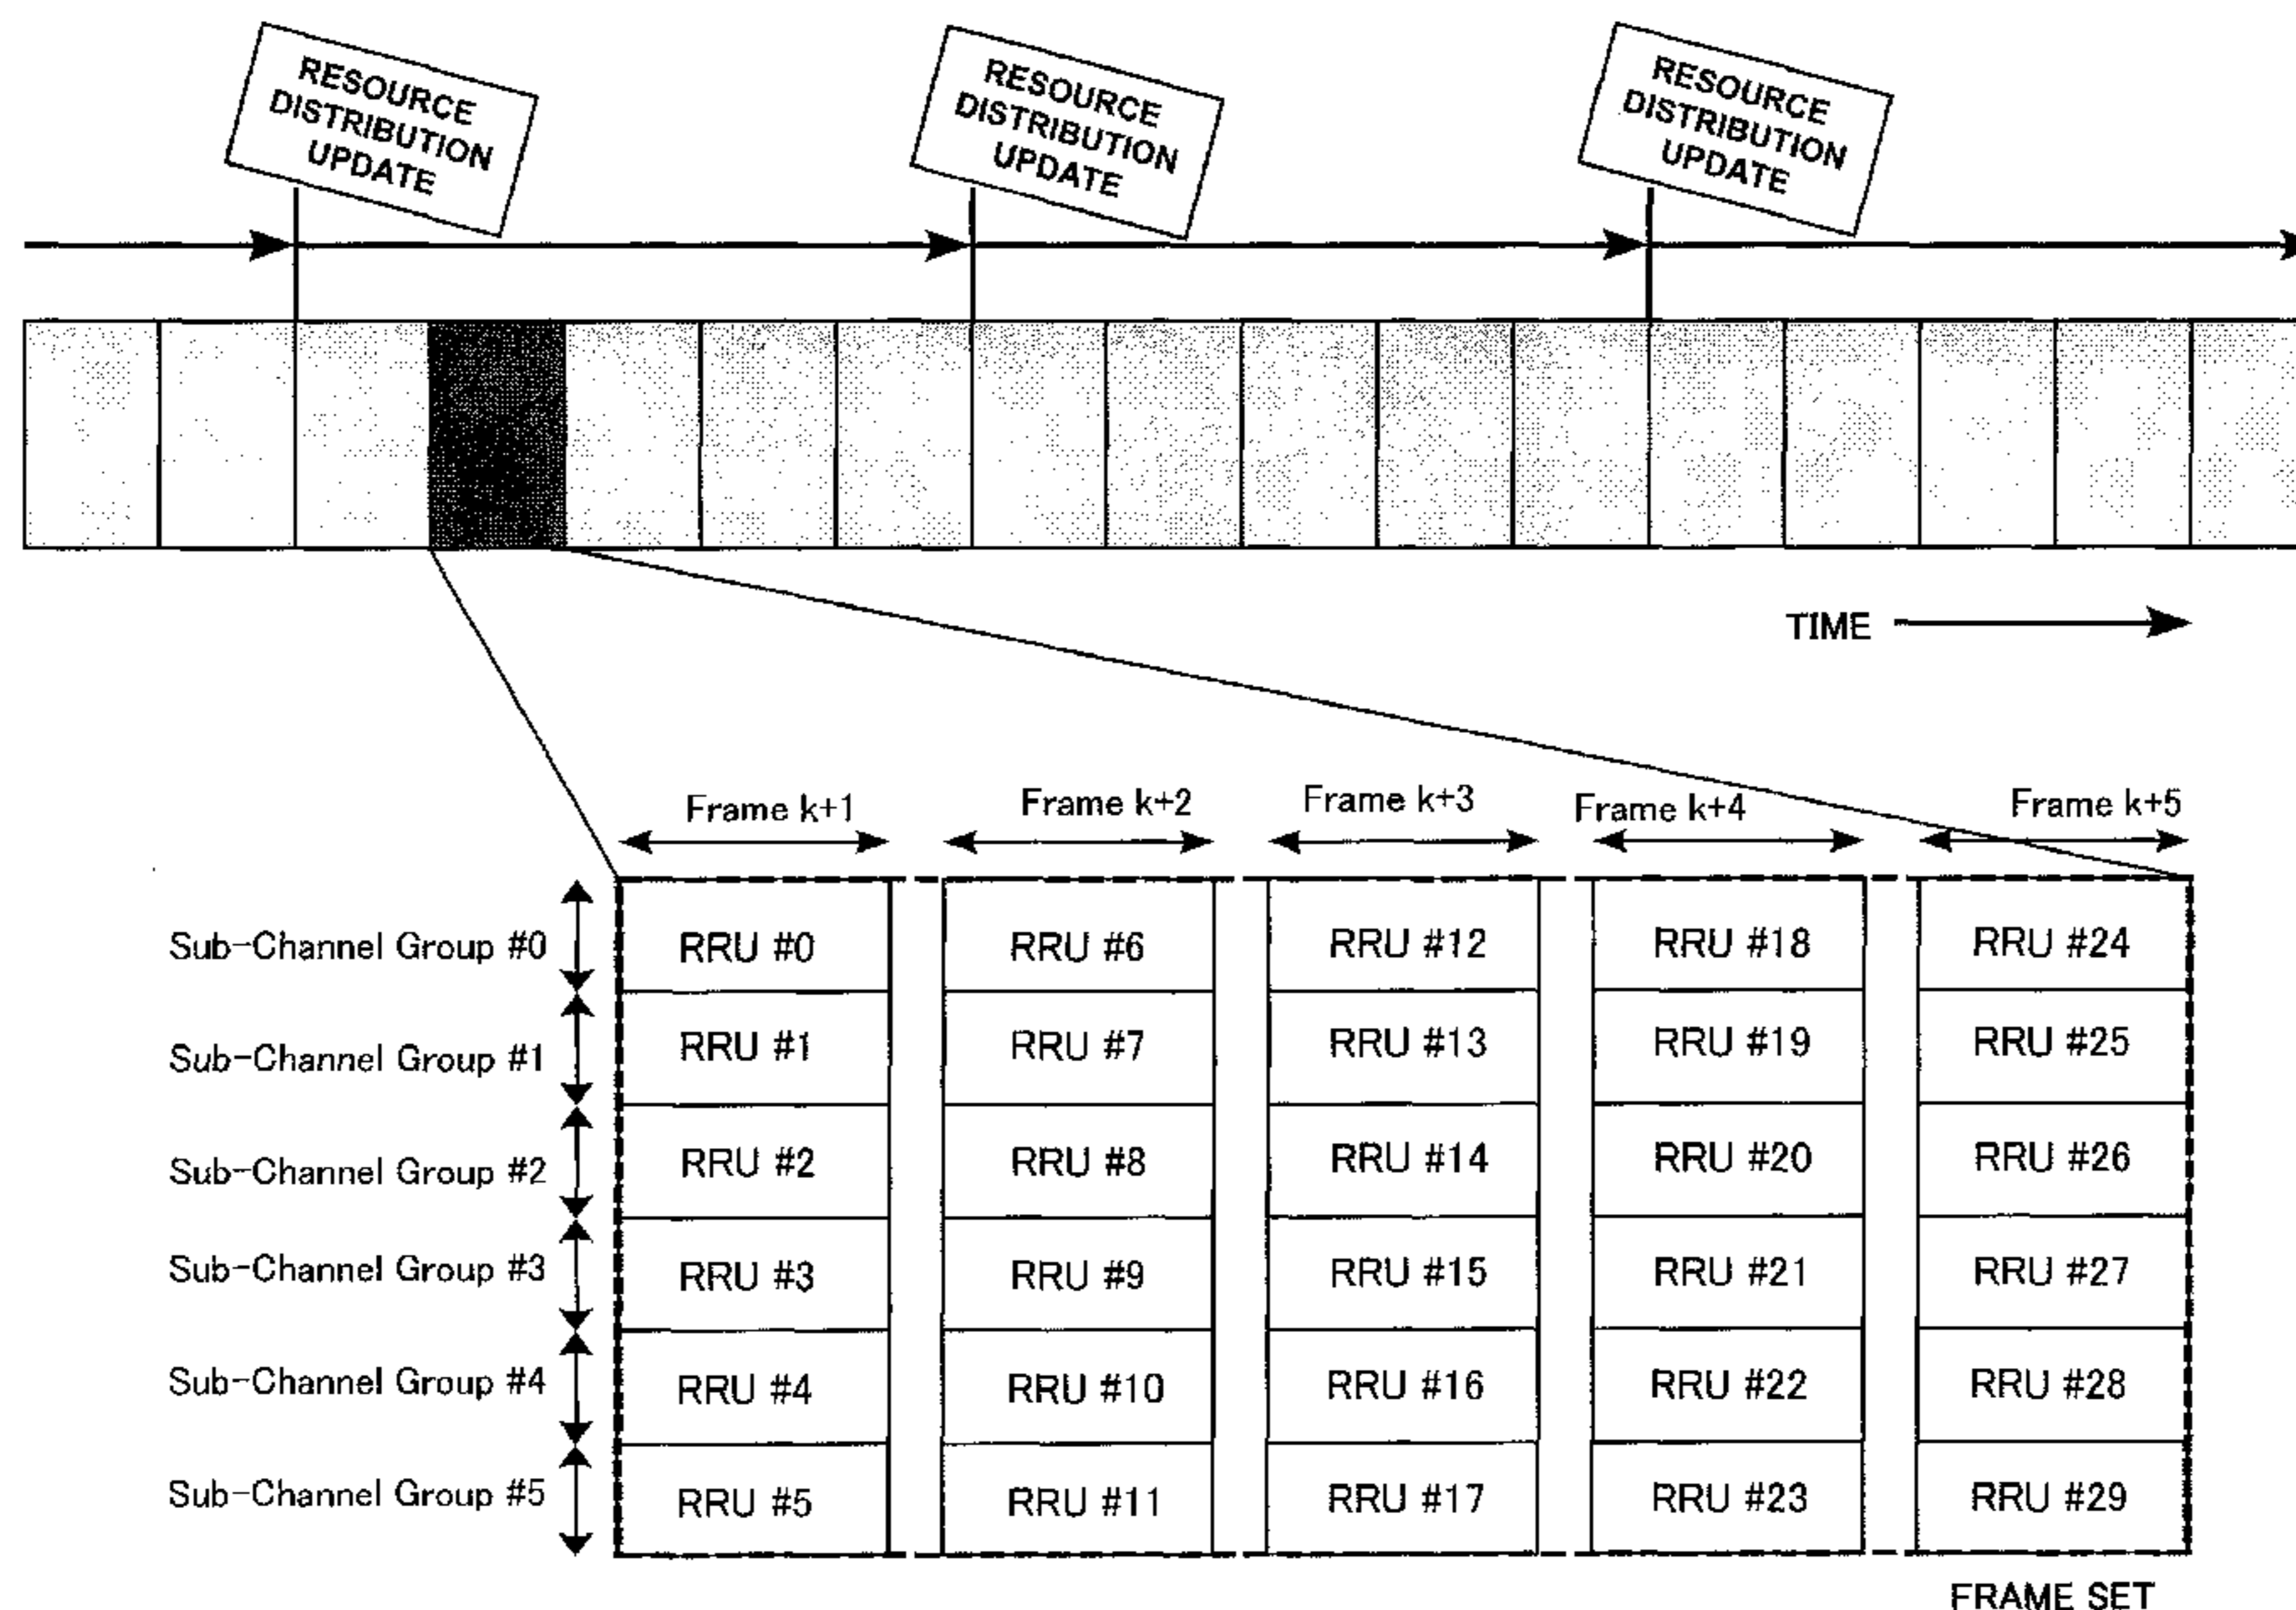 RESOURCE
DISTRIBUTION
UPDATE
RESOURCE
DISTRIBUTION
UPDATE
RESOURCE
DISTRIBUTION
UPDATE
TIME
Frame k+1 Frame k+2 Frame k+3 Frame k+4 Frame k+5
Sub-Channel Group #0 RRU #0 RRU #6 RRU #12 RRU #18 RRU #24
Sub-Channel Group #1 RRU #1 RRU #7 RRU #13 RRU #19 RRU #25
Sub-Channel Group #2 RRU #2 RRU #8 RRU #14 RRU #20 RRU #26
Sub-Channel Group #3 RRU #3 RRU #9 RRU #15 RRU #21 RRU #27
Sub-Channel Group #4 RRU #4 RRU #10 RRU #16 RRU #22 RRU #28
Sub-Channel Group #5 RRU #5 RRU #11 RRU #17 RRU #23 RRU #29
FRAME SET